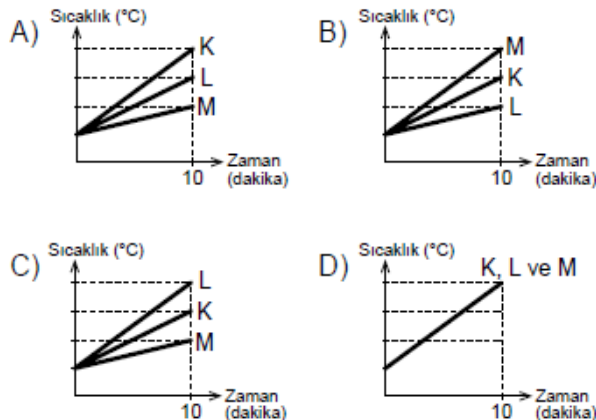 A)
Sıcaklık (°C)
K
L
M
Zaman
(dakika)
10
B)
Sıcaklık (°C)
M
K
L
Zaman
(dakika)
10
C)
Sıcaklık (°C)
L
K
M
Zaman
(dakika)
10
D)
Sıcaklık (°C)
K, L ve M
Zaman
(dakika)
10